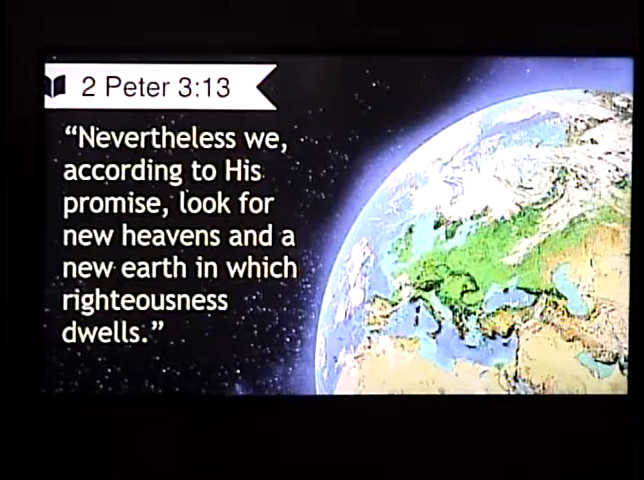 2 Peter 3:13
“Nevertheless we,
according to His
promise, look for
new heavens and a
new earth in which
righteousness
dwells.”